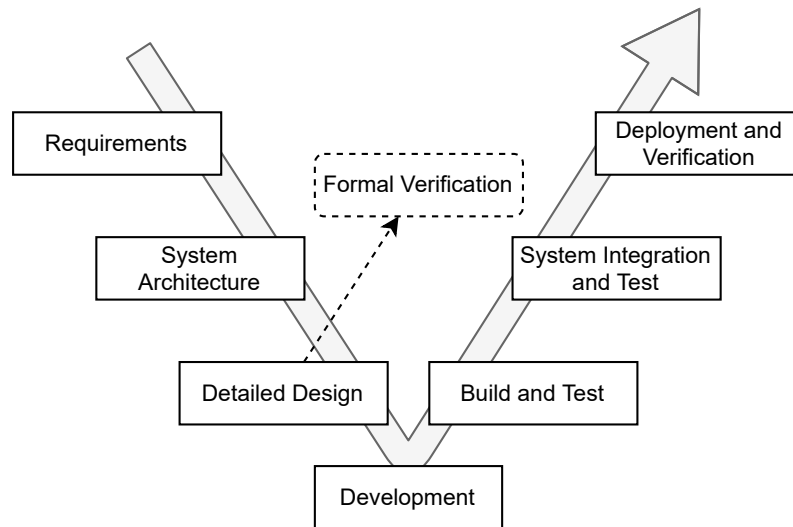 Requirements
Deployment and
Verification
Formal Verification
System
Architecture
System Integration
and Test
Detailed Design
Build and Test
Development